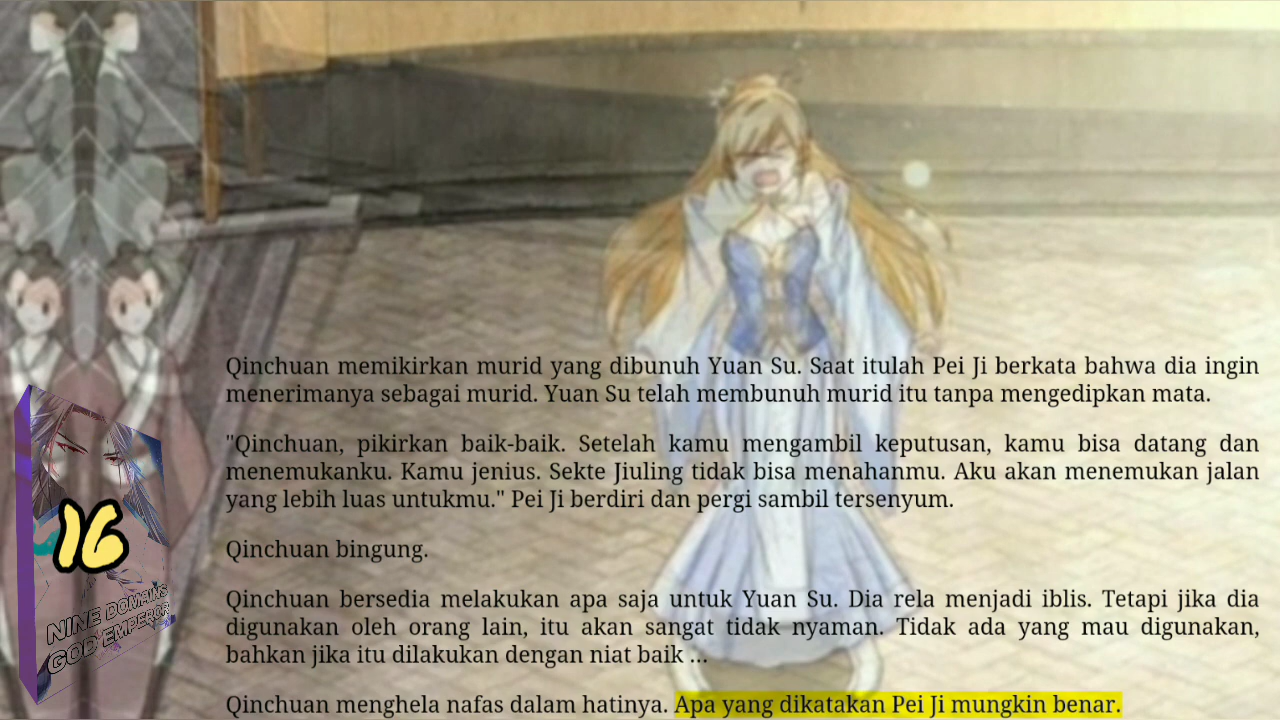 Qinchuan memikirkan murid yang dibunuh Yuan Su. Saat itulah Pei Ji berkata bahwa dia ingin
menerimanya sebagai murid. Yuan Su telah membunuh murid itu tanpa mengedipkan mata.
"Qinchuan, pikirkan baik-baik. Setelah kamu mengambil keputusan, kamu bisa datang dan
menemukanku. Kamu jenius. Sekte Jiuling tidak bisa menahanmu. Aku akan menemukan jalan
yang lebih luas untukmu." Pei Ji berdiri dan pergi sambil tersenyum.
Qinchuan bingung.
Qinchuan bersedia melakukan apa saja untuk Yuan Su. Dia rela menjadi iblis. Tetapi jika dia
digunakan oleh orang lain, itu akan sangat tidak nyaman. Tidak ada yang mau digunakan,
bahkan jika itu dilakukan dengan niat baik ...
Qinchuan menghela nafas dalam hatinya. Apa yang dikatakan Pei Ji mungkin benar.
16
NINE DOMAINS
GOD EMPEROR